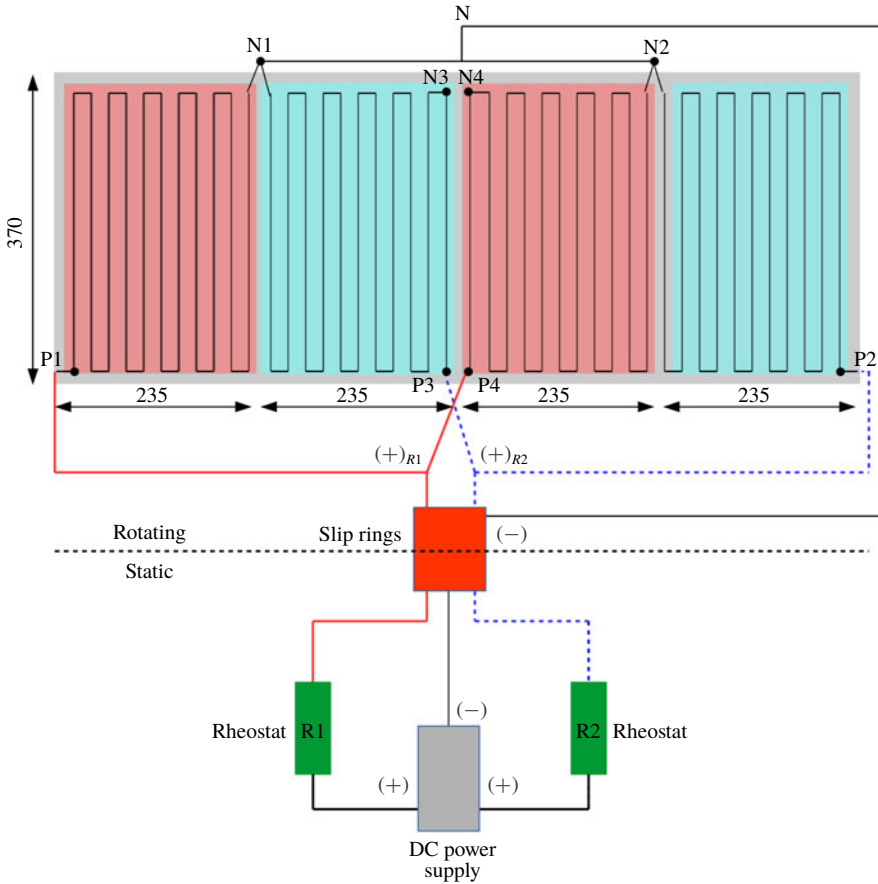 N
N1
N2
N3
N4
370
P1
P3
P4
P2
235
235
235
235
(+)R1
(+)R2
Rotating
Slip rings
(−)
Static
(−)
Rheostat
R1
R2
Rheostat
(+)
(+)
DC power
supply